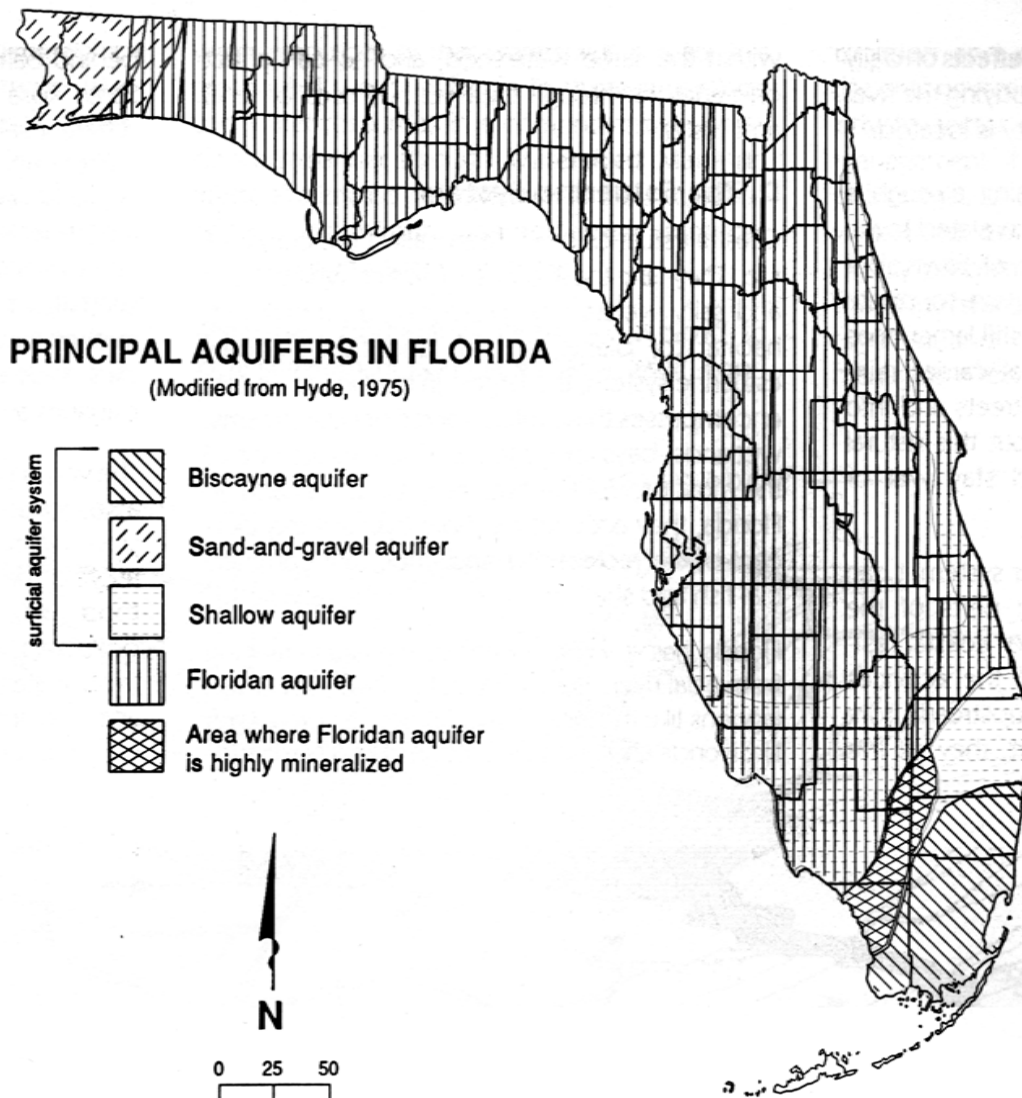 PRINCIPAL AQUIFERS IN FLORIDA
(Modified from Hyde, 1975)
surficial aquifer system
Biscayne aquifer
Sand-and-gravel aquifer
Shallow aquifer
Floridan aquifer
Area where Floridan aquifer
is highly mineralized
N
0 25 50